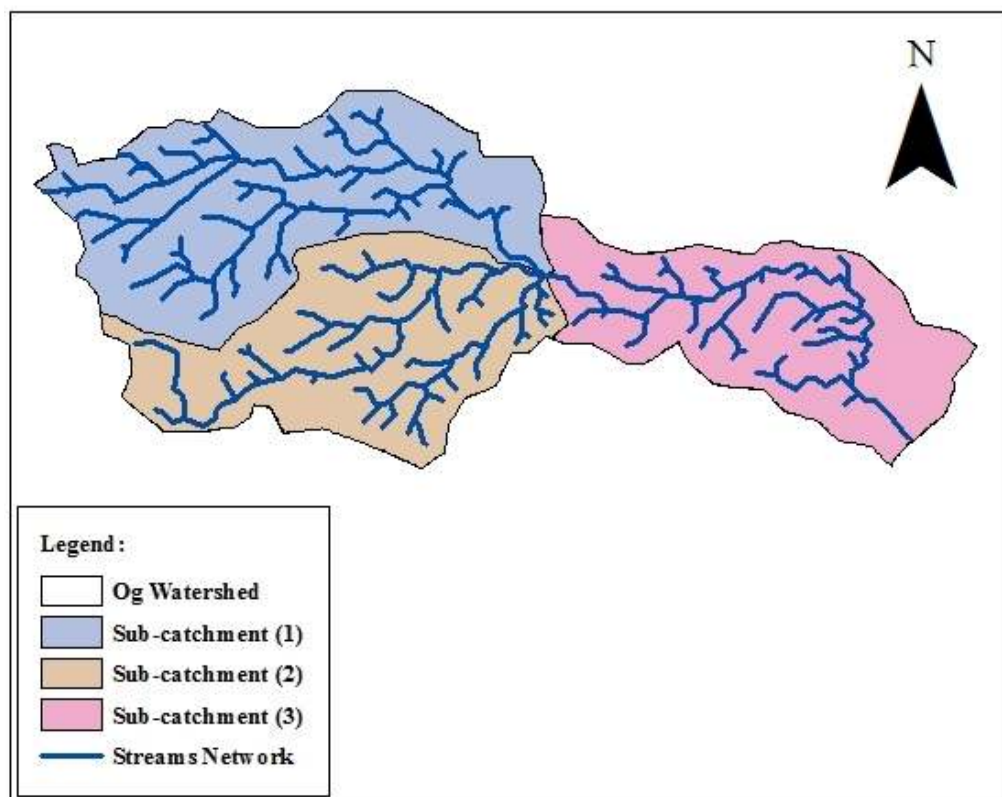 N
Legend :
Og Watershed
Sub-catchment (1)
Sub-catchment (2)
Sub-catchment (3)
Streams Network